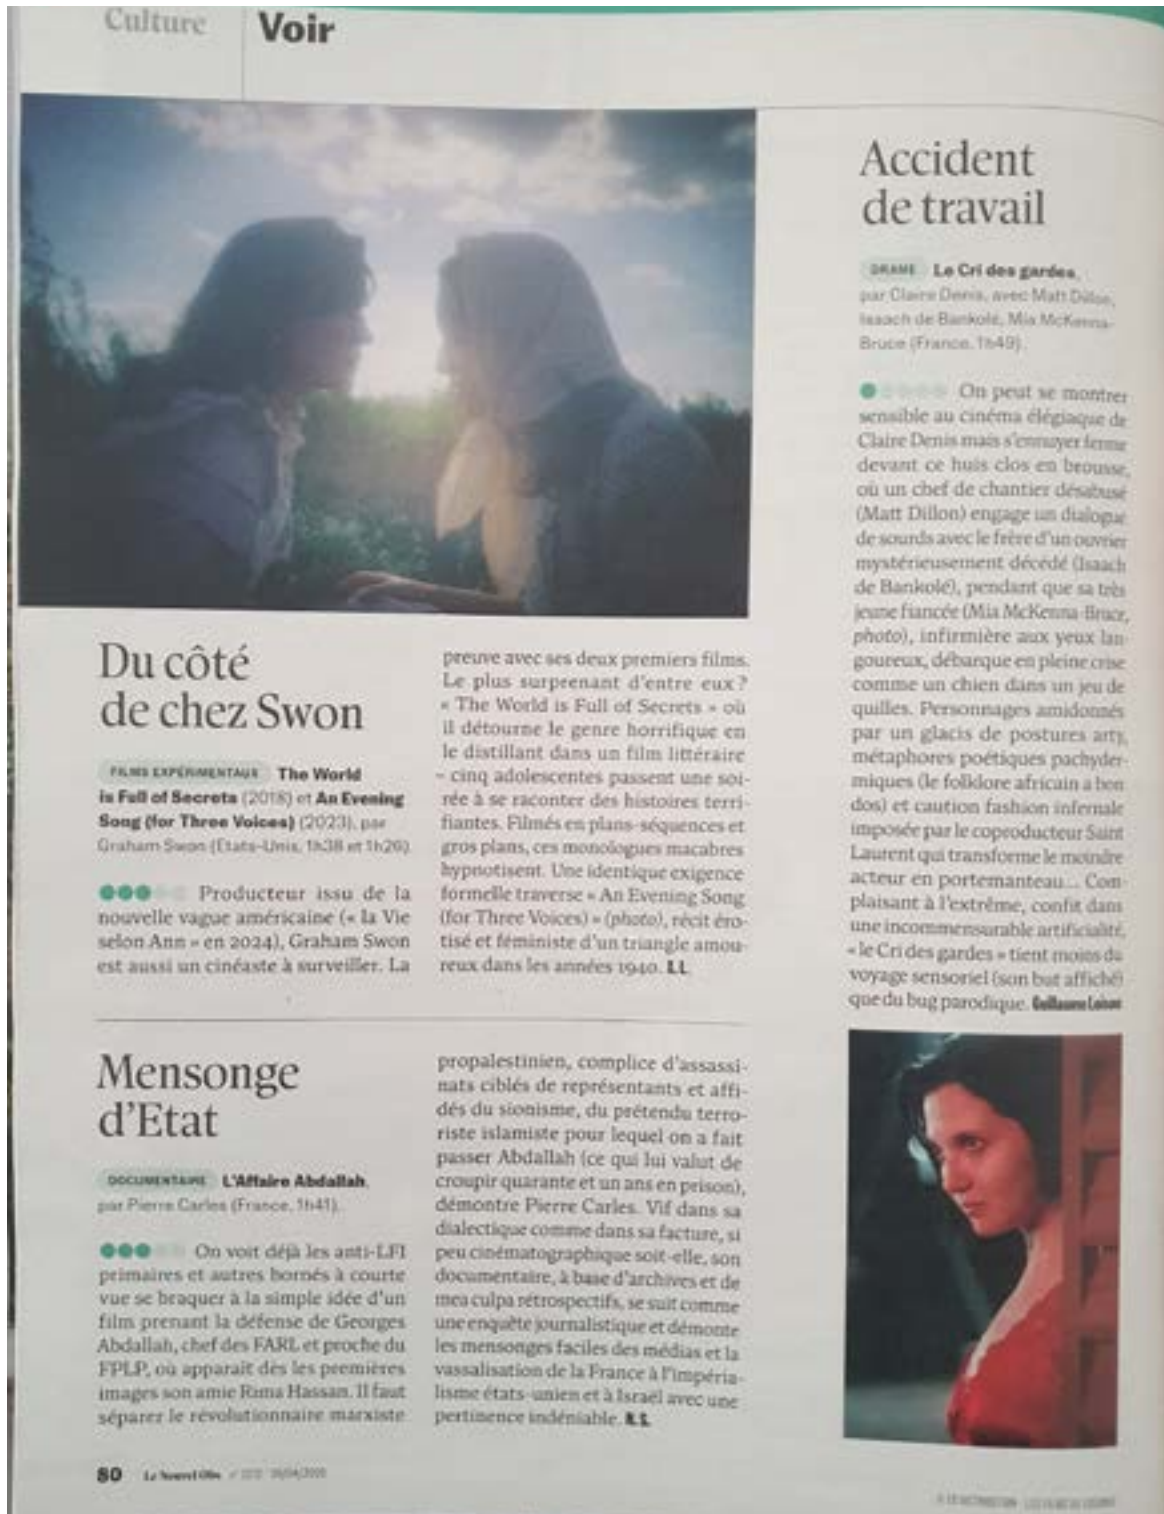 Culture
Voir
Du côté
de chez Swon
FILMS EXPÉRIMENTAUX The World
is Full of Secrets (2018) et An Evening
Song (for Three Voices) (2023), par
Graham Swon (Etats-Unis, 1h38 et 1h26).
Producteur issu de la
nouvelle vague américaine (« la Vie
selon Ann » en 2024), Graham Swon
est aussi un cinéaste à surveiller. La
preuve avec ses deux premiers films.
Le plus surprenant d'entre eux ?
« The World is Full of Secrets » où
il détourne le genre horrifique en
le distillant dans un film littéraire
– cinq adolescentes passent une soi-
rée à se raconter des histoires terri-
fiantes. Filmés en plans-séquences et
gros plans, ces monologues macabres
hypnotisent. Une identique exigence
formelle traverse « An Evening Song
(for Three Voices) » (photo), récit éro-
tisé et féministe d'un triangle amou-
reux dans les années 1940.
Mensonge
d'Etat
DOCUMENTAIRE L'Affaire Abdallah,
par Pierre Carles (France, 1h41).
On voit déjà les anti-LFI
primaires et autres bornés à courte
vue se braquer à la simple idée d'un
film prenant la défense de Georges
Abdallah, chef des FARL et proche du
FPLP, où apparaît dès les premières
images son amie Rima Hassan. Il faut
séparer le révolutionnaire marxiste
propalestinien, complice d'assassi-
nats ciblés de représentants et affi-
dés du sionisme, du prétendu terro-
riste islamiste pour lequel on a fait
passer Abdallah (ce qui lui valut de
croupir quarante et un ans en prison),
démontre Pierre Carles. Vif dans sa
dialectique comme dans sa facture, si
peu cinématographique soit-elle, son
documentaire, à base d'archives et de
mea culpa rétrospectifs, se suit comme
une enquête journalistique et démonte
les mensonges faciles des médias et la
vassalisation de la France à l'impéria-
lisme états-unien et à Israël avec une
pertinence indéniable.
Accident
de travail
DRAME Le Cri des gardes,
par Claire Denis, avec Matt Dillon,
Isaach de Bankolé, Mia McKenna-
Bruce (France, 1h49).
On peut se montrer
sensible au cinéma élégiaque de
Claire Denis mais s'ennuyer ferme
devant ce huis clos en brousse,
où un chef de chantier désabusé
(Matt Dillon) engage un dialogue
de sourds avec le frère d'un ouvrier
mystérieusement décédé (Isaach
de Bankolé), pendant que sa très
jeune fiancée (Mia McKenna-Bruce,
photo), infirmière aux yeux lan-
goureux, débarque en pleine crise
comme un chien dans un jeu de
quilles. Personnages amidonnés
par un glacis de postures arty,
métaphores poétiques pachyder-
miques (le folklore africain a bon
dos) et caution fashion infernale
imposée par le coproducteur Saint
Laurent qui transforme le moindre
acteur en portemanteau... Com-
plaisant à l'extrême, confit dans
une incommensurable artificialité,
« le Cri des gardes » tient moins du
voyage sensoriel (son but affiché)
que du bug parodique. Guillaume Loison
80 Le Nouvel Obs